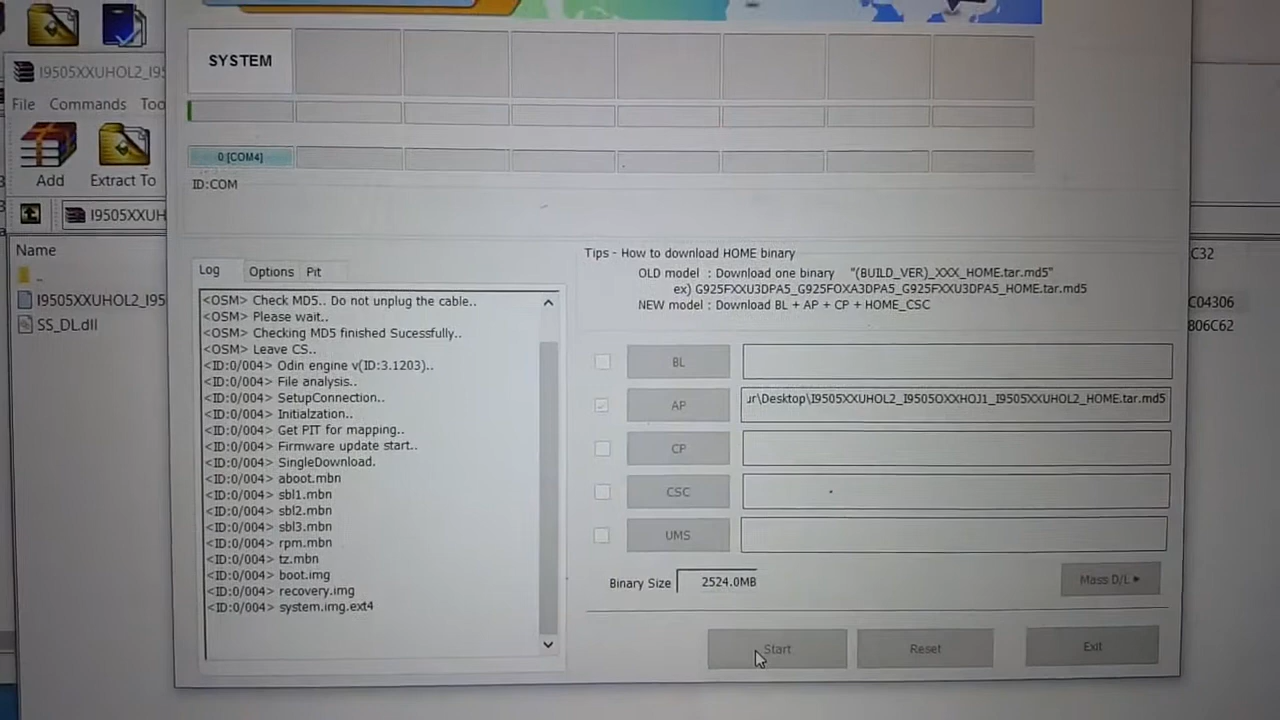 SYSTEM
I9505XXUHOL2_I95
File Commands Too
0 [COM4]
Add
Extract To
ID:COM
I9505XXUH
Name
Log
Options
Pit
Tips - How to download HOME binary
OLD model : Download one binary "(BUILD_VER)_XXX_HOME.tar.md5"
ex) G925FXXU3DPA5_G925FOXA3DPA5_G925FXXU3DPA5_HOME.tar.md5
NEW model : Download BL + AP + CP + HOME_CSC
C32
..
I9505XXUHOL2_I95
SS_DL.dll
C04306
806C62
<OSM> Check MD5.. Do not unplug the cable..
<OSM> Please wait..
<OSM> Checking MD5 finished Sucessfully..
<OSM> Leave CS..
<ID:0/004> Odin engine v(ID:3.1203)..
<ID:0/004> File analysis..
<ID:0/004> SetupConnection..
<ID:0/004> Initialzation..
<ID:0/004> Get PIT for mapping..
<ID:0/004> Firmware update start..
<ID:0/004> SingleDownload.
<ID:0/004> aboot.mbn
<ID:0/004> sbl1.mbn
<ID:0/004> sbl2.mbn
<ID:0/004> sbl3.mbn
<ID:0/004> rpm.mbn
<ID:0/004> tz.mbn
<ID:0/004> boot.img
<ID:0/004> recovery.img
<ID:0/004> system.img.ext4
BL
AP
ur\Desktop\I9505XXUHOL2_I9505OXXHOJ1_I9505XXUHOL2_HOME.tar.md5
CP
CSC
UMS
Binary Size 2524.0MB
Mass D/L
Start
Reset
Exit